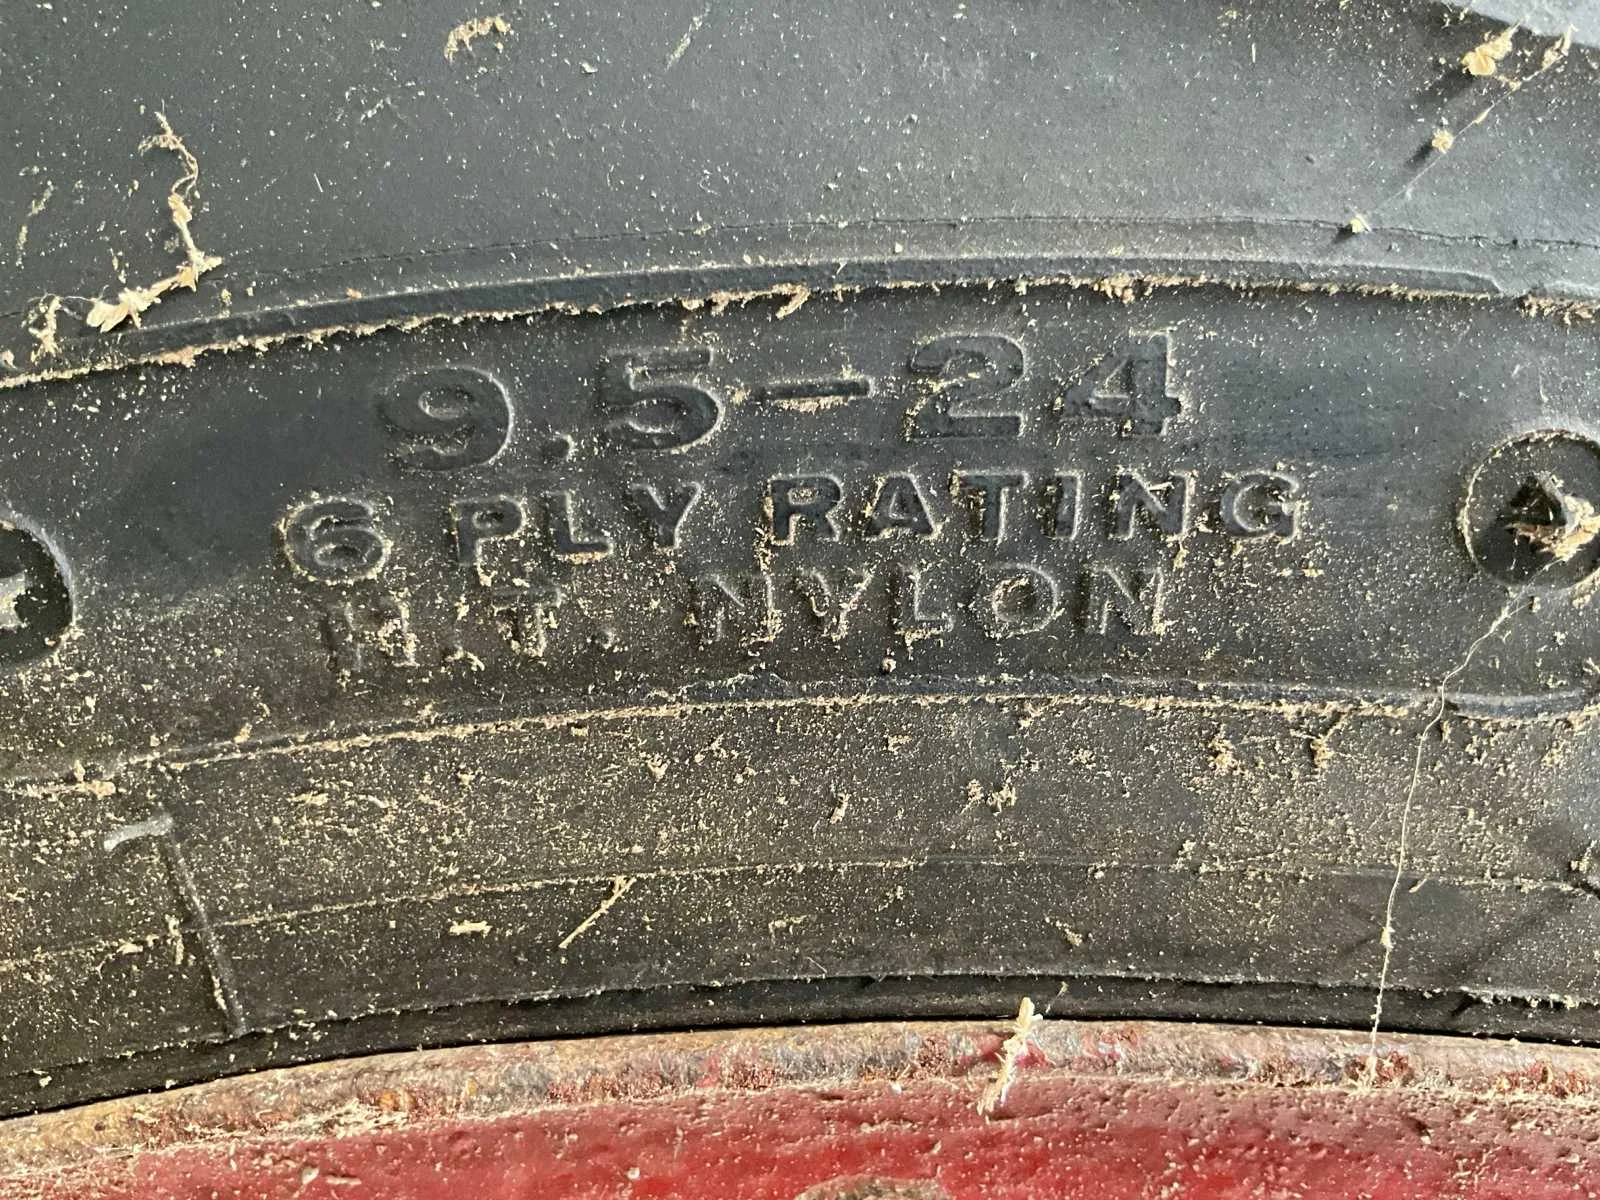 9.5-24
6 PLY RATING
H.T. NYLON